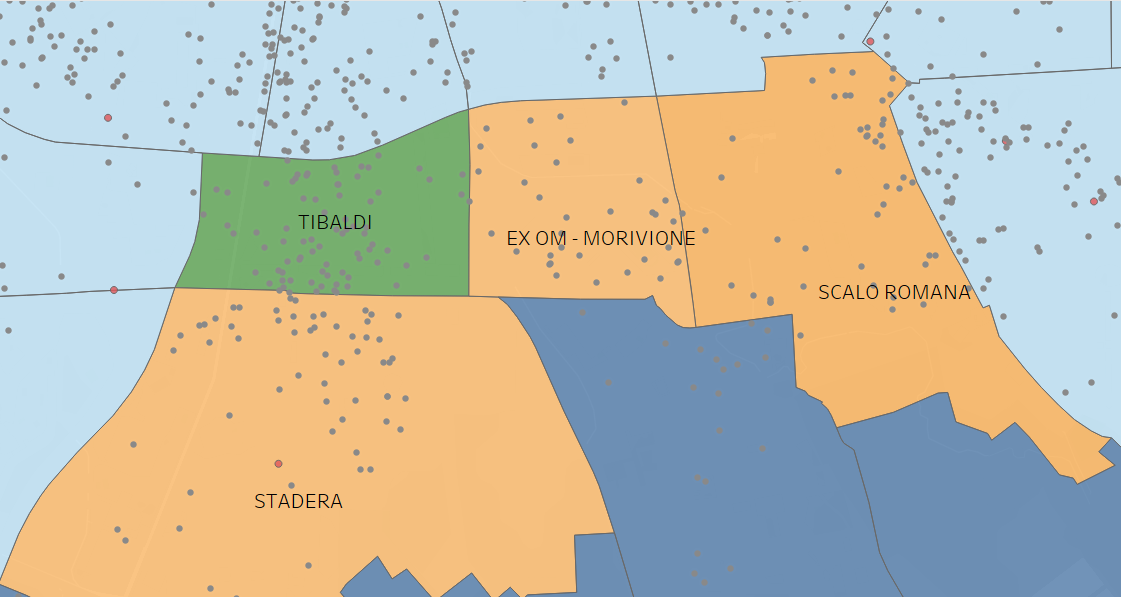 TIBALDI
EX OM - MORIVIONE
SCALO ROMANA
STADERA